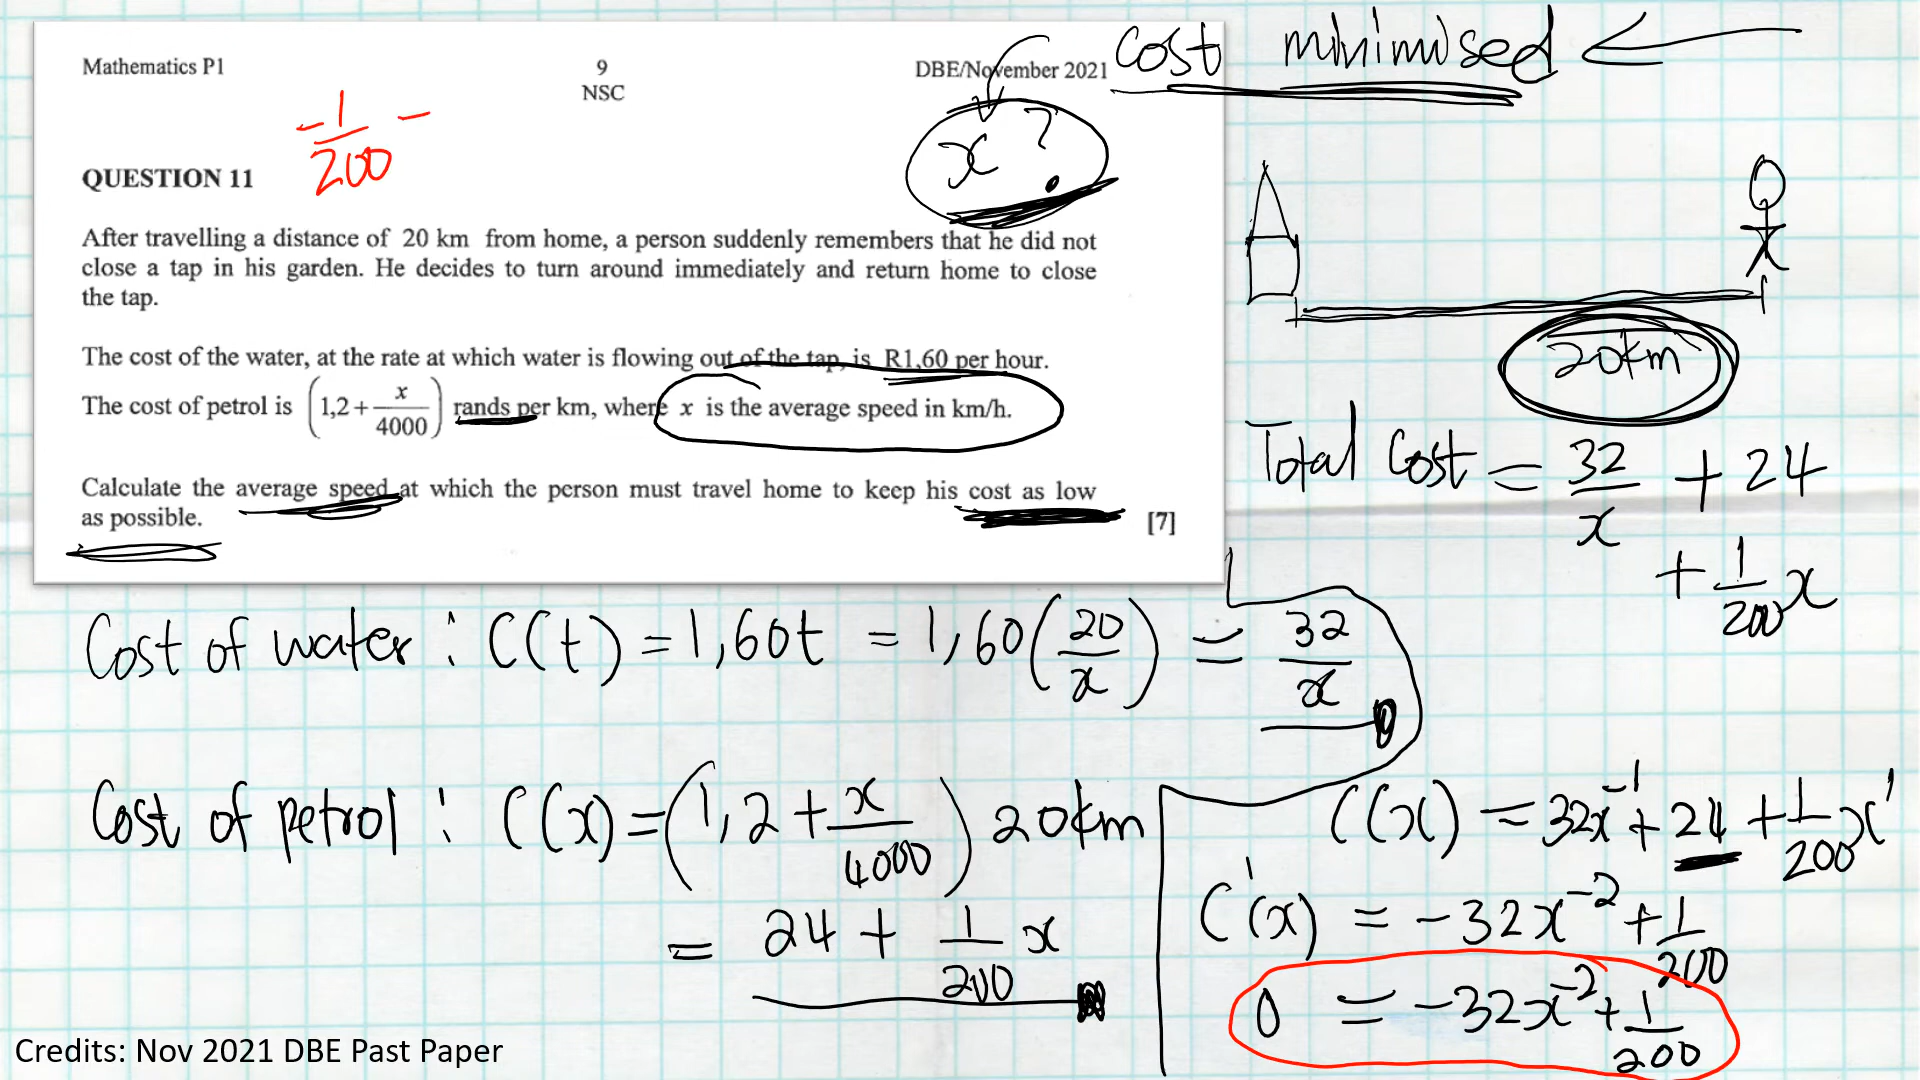 Mathematics P1 9 DBE/November 2021
NSC
cost minimised
-1/200 -
x ?
QUESTION 11
After travelling a distance of 20 km from home, a person suddenly remembers that he did not
close a tap in his garden. He decides to turn around immediately and return home to close
the tap.
The cost of the water, at the rate at which water is flowing out of the tap, is R1,60 per hour.
The cost of petrol is (1,2 + x/4000) rands per km, where x is the average speed in km/h.
Calculate the average speed at which the person must travel home to keep his cost as low
as possible.
[7]
20km
Total Cost = 32/x + 24
+ 1/200 x
Cost of water : C(t) = 1,60t = 1,60(20/x) = 32/x
Cost of petrol : C(x) = (1,2 + x/4000) 20km
= 24 + 1/200 x
C(x) = 32x⁻¹ + 24 + 1/200 x¹
C'(x) = -32x⁻² + 1/200
0 = -32x⁻² + 1/200
Credits: Nov 2021 DBE Past Paper